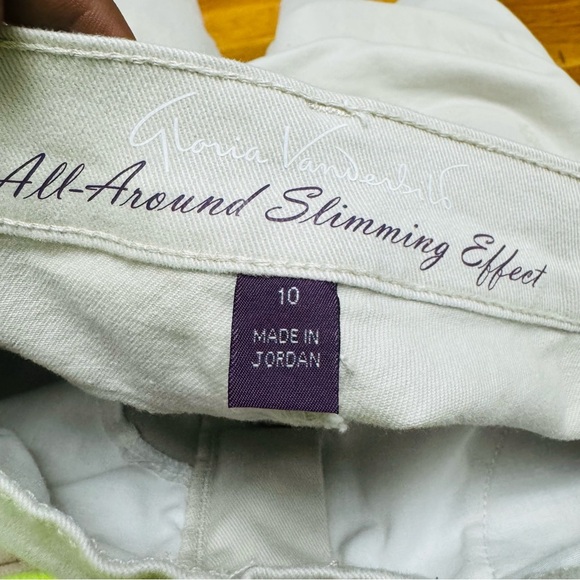 Gloria Vanderbilt
All-Around Slimming Effect
10
MADE IN
JORDAN